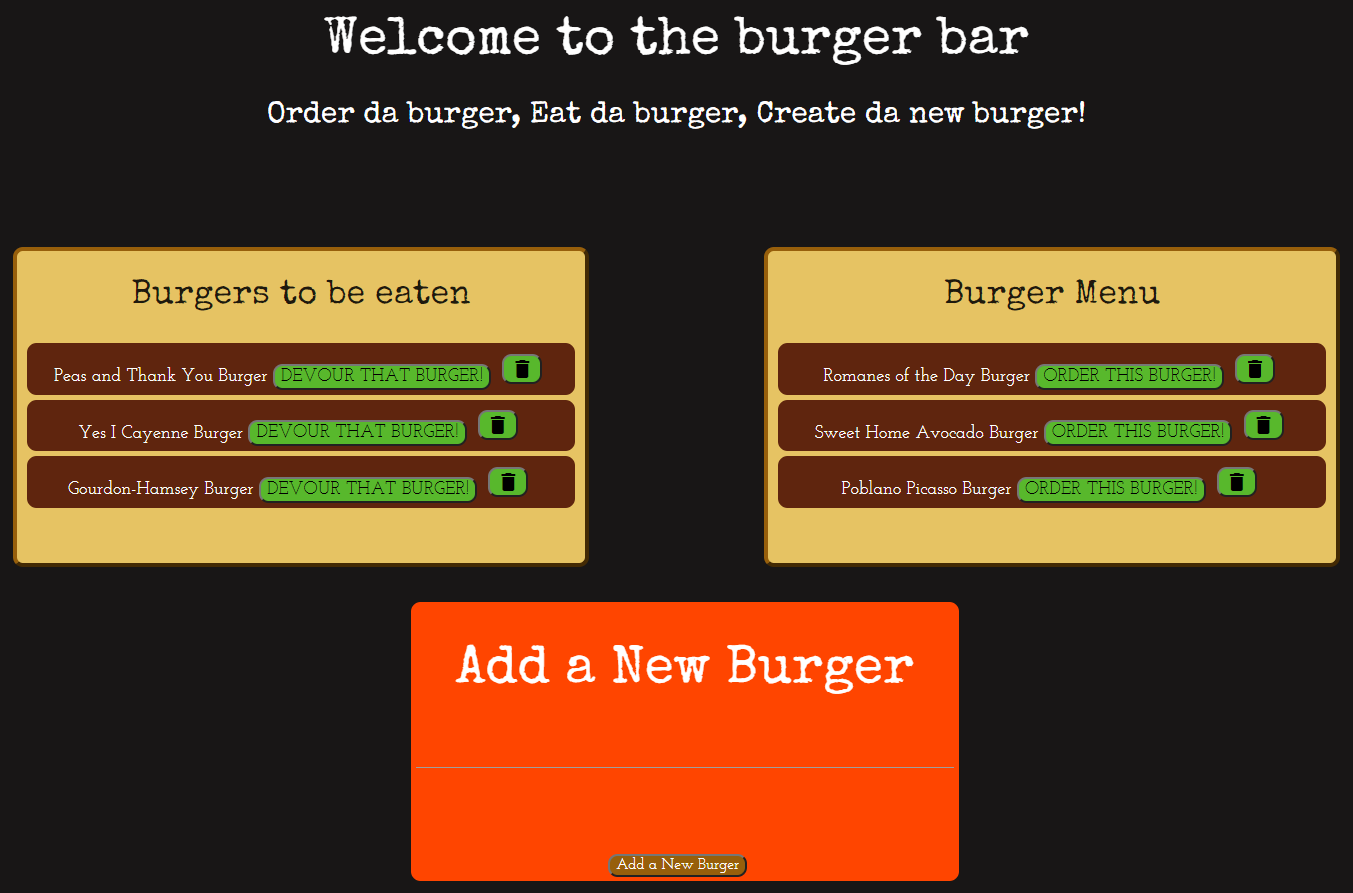 Welcome to the burger bar
Order da burger, Eat da burger, Create da new burger!
Burgers to be eaten
Peas and Thank You Burger DEVOUR THAT BURGER!
Yes I Cayenne Burger DEVOUR THAT BURGER!
Gourdon-Hamsey Burger DEVOUR THAT BURGER!
Burger Menu
Romanes of the Day Burger ORDER THIS BURGER!
Sweet Home Avocado Burger ORDER THIS BURGER!
Poblano Picasso Burger ORDER THIS BURGER!
Add a New Burger
Add a New Burger